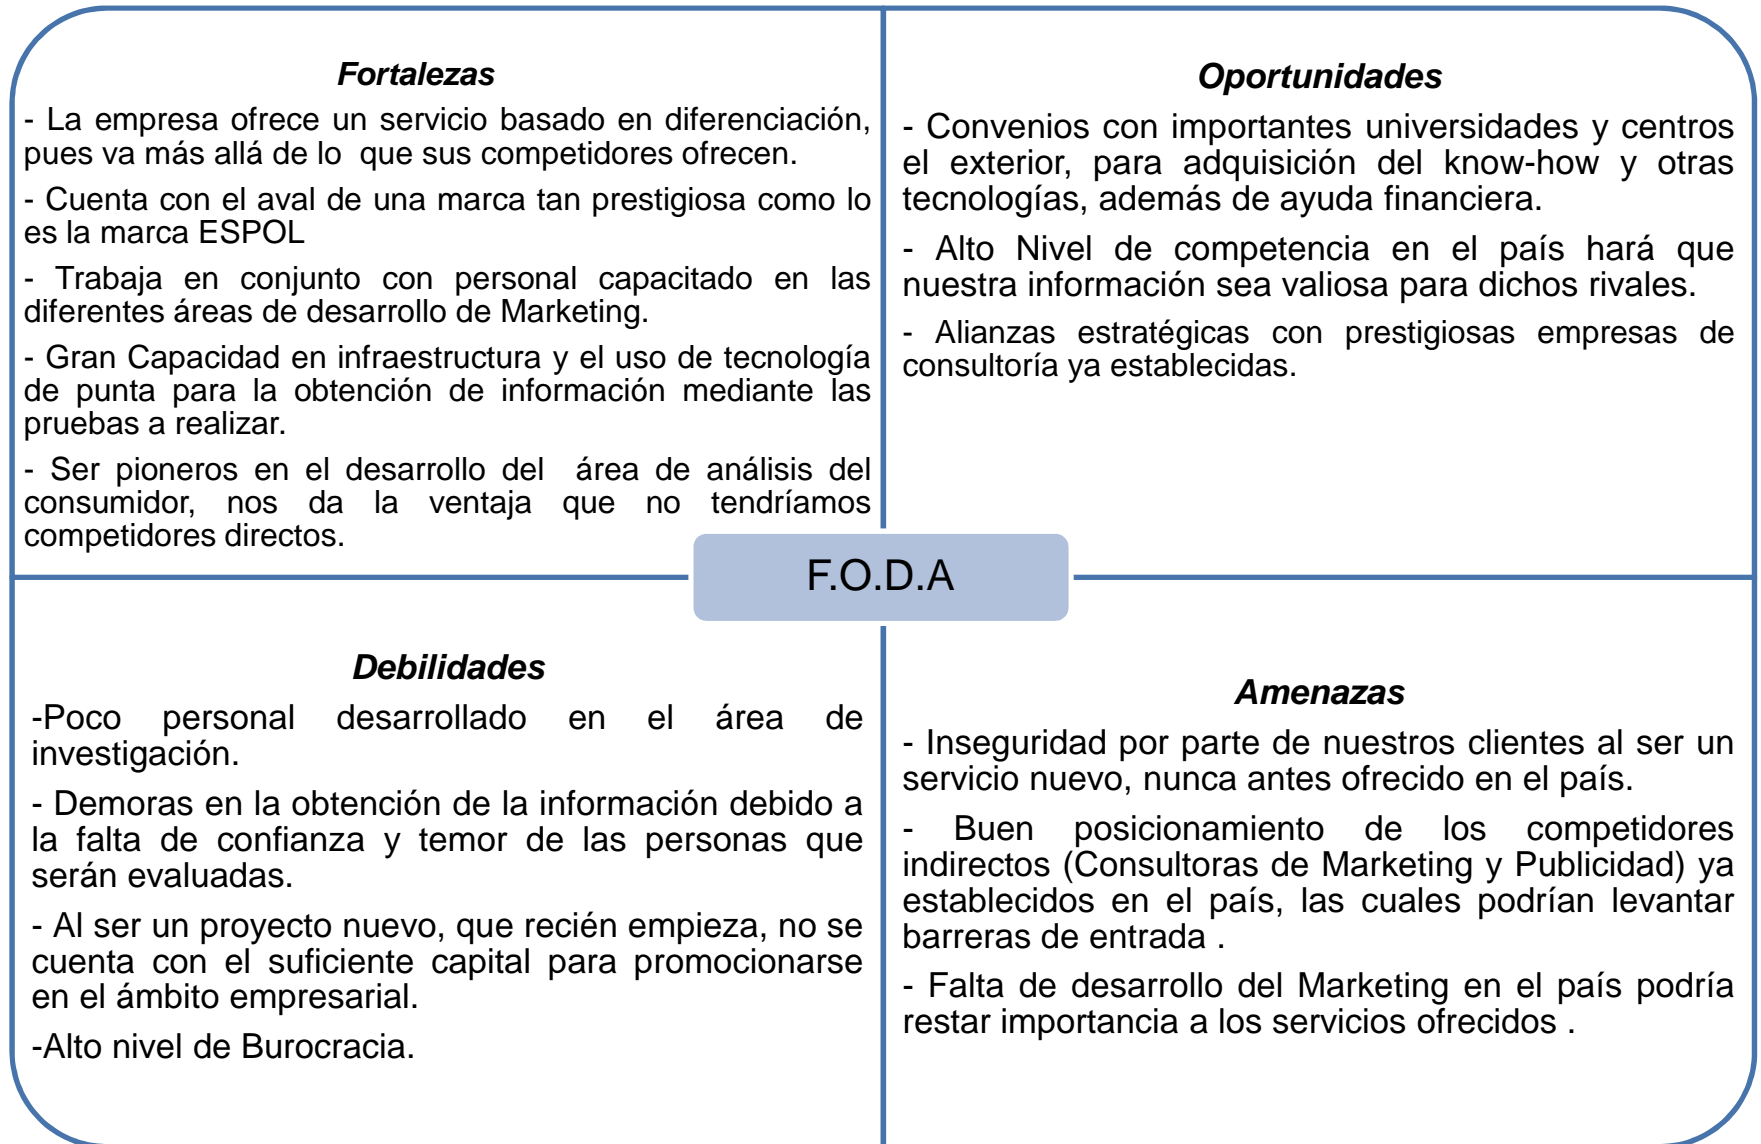 Fortalezas
- La empresa ofrece un servicio basado en diferenciación,
pues va más allá de lo que sus competidores ofrecen.
- Cuenta con el aval de una marca tan prestigiosa como lo
es la marca ESPOL
- Trabaja en conjunto con personal capacitado en las
diferentes áreas de desarrollo de Marketing.
- Gran Capacidad en infraestructura y el uso de tecnología
de punta para la obtención de información mediante las
pruebas a realizar.
- Ser pioneros en el desarrollo del área de análisis del
consumidor, nos da la ventaja que no tendríamos
competidores directos.
Oportunidades
- Convenios con importantes universidades y centros
el exterior, para adquisición del know-how y otras
tecnologías, además de ayuda financiera.
- Alto Nivel de competencia en el país hará que
nuestra información sea valiosa para dichos rivales.
- Alianzas estratégicas con prestigiosas empresas de
consultoría ya establecidas.
F.O.D.A
Debilidades
-Poco personal desarrollado en el área de
investigación.
- Demoras en la obtención de la información debido a
la falta de confianza y temor de las personas que
serán evaluadas.
- Al ser un proyecto nuevo, que recién empieza, no se
cuenta con el suficiente capital para promocionarse
en el ámbito empresarial.
-Alto nivel de Burocracia.
Amenazas
- Inseguridad por parte de nuestros clientes al ser un
servicio nuevo, nunca antes ofrecido en el país.
- Buen posicionamiento de los competidores
indirectos (Consultoras de Marketing y Publicidad) ya
establecidos en el país, las cuales podrían levantar
barreras de entrada .
- Falta de desarrollo del Marketing en el país podría
restar importancia a los servicios ofrecidos .